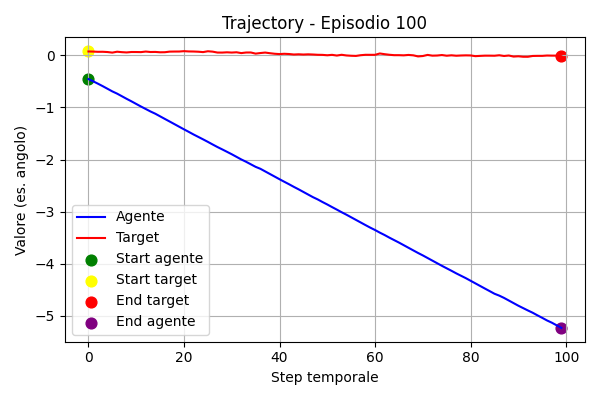 Trajectory - Episodio 100
Valore (es. angolo)
0
−1
−2
−3
−4
−5
Agente
Target
Start agente
Start target
End target
End agente
0 20 40 60 80 100
Step temporale